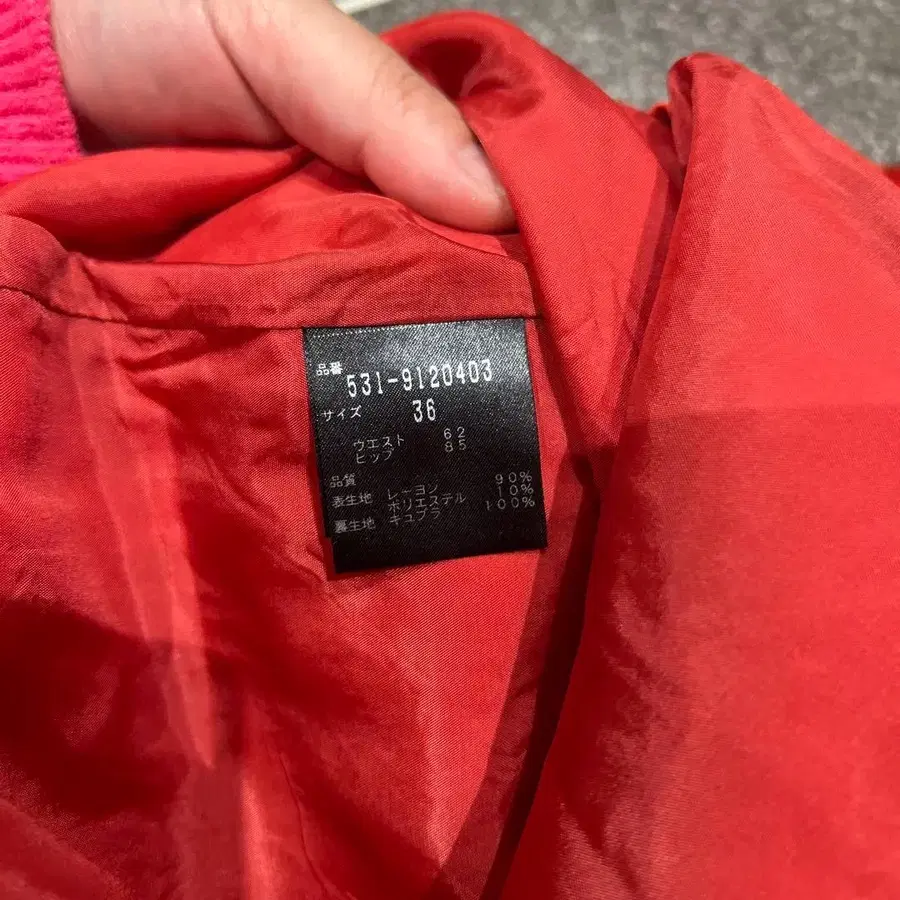 品番
531-9120403
サイズ 36
ウエスト 62
ヒップ 85
品質
表生地 レーヨン 90%
ポリエステル 10%
裏生地 キュプラ 100%